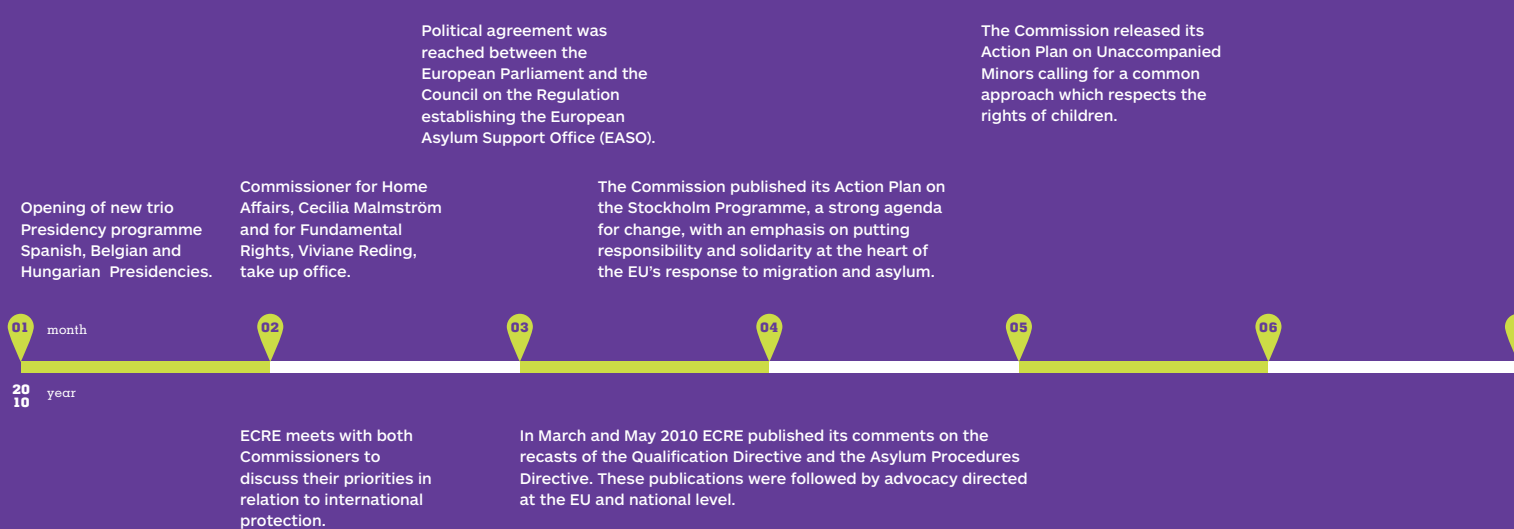 Political agreement was
reached between the
European Parliament and the
Council on the Regulation
establishing the European
Asylum Support Office (EASO).
The Commission released its
Action Plan on Unaccompanied
Minors calling for a common
approach which respects the
rights of children.
Opening of new trio
Presidency programme
Spanish, Belgian and
Hungarian Presidencies.
Commissioner for Home
Affairs, Cecilia Malmström
and for Fundamental
Rights, Viviane Reding,
take up office.
The Commission published its Action Plan on
the Stockholm Programme, a strong agenda
for change, with an emphasis on putting
responsibility and solidarity at the heart of
the EU's response to migration and asylum.
01 month 02 03 04 05 06
20
10
year
ECRE meets with both
Commissioners to
discuss their priorities in
relation to international
protection.
In March and May 2010 ECRE published its comments on the
recasts of the Qualification Directive and the Asylum Procedures
Directive. These publications were followed by advocacy directed
at the EU and national level.